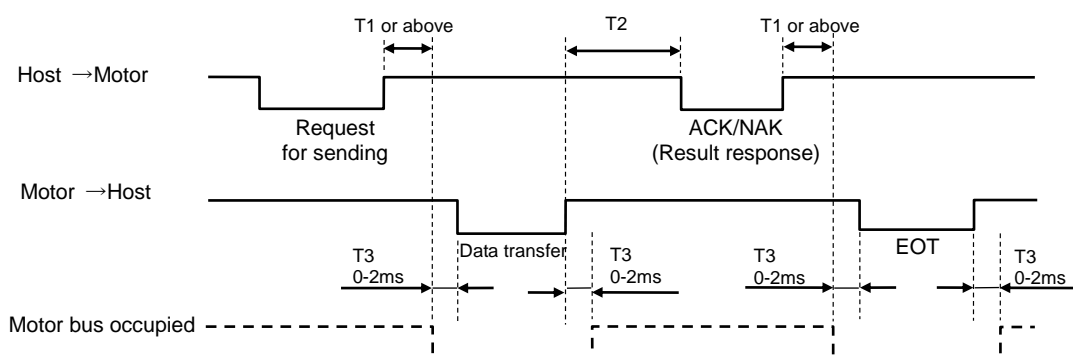 T1 or above
T2
T1 or above
Host →Motor
Request
for sending
ACK/NAK
(Result response)
Motor →Host
Data transfer
EOT
T3
0-2ms
T3
0-2ms
T3
0-2ms
T3
0-2ms
Motor bus occupied